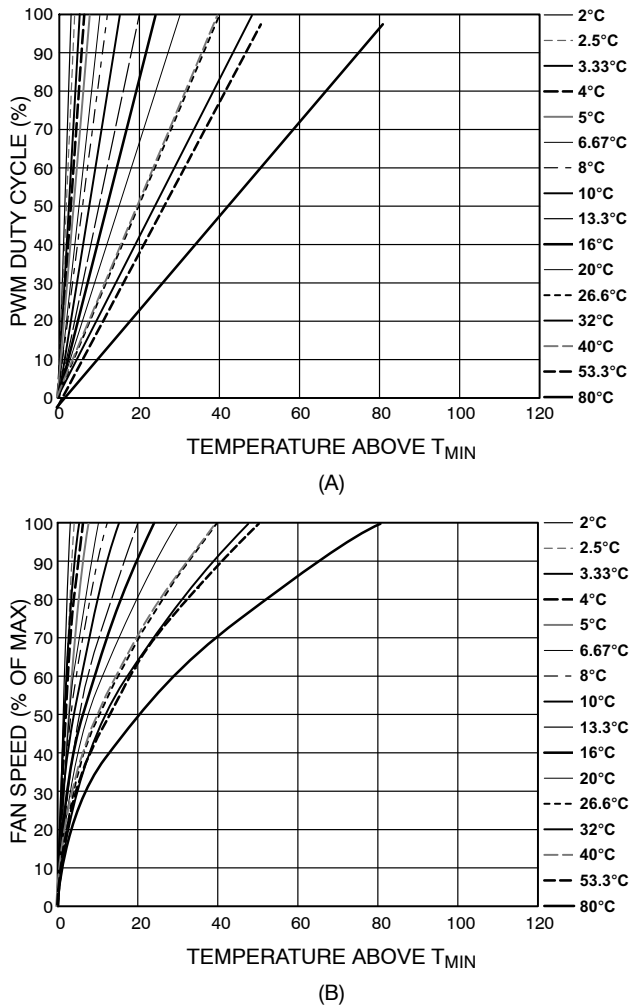 100
90
80
70
60
50
40
30
20
10
0
PWM DUTY CYCLE (%)
0 20 40 60 80 100 120
TEMPERATURE ABOVE TMIN
2°C
2.5°C
3.33°C
4°C
5°C
6.67°C
8°C
10°C
13.3°C
16°C
20°C
26.6°C
32°C
40°C
53.3°C
80°C
(A)
100
90
80
70
60
50
40
30
20
10
0
FAN SPEED (% OF MAX)
0 20 40 60 80 100 120
TEMPERATURE ABOVE TMIN
2°C
2.5°C
3.33°C
4°C
5°C
6.67°C
8°C
10°C
13.3°C
16°C
20°C
26.6°C
32°C
40°C
53.3°C
80°C
(B)